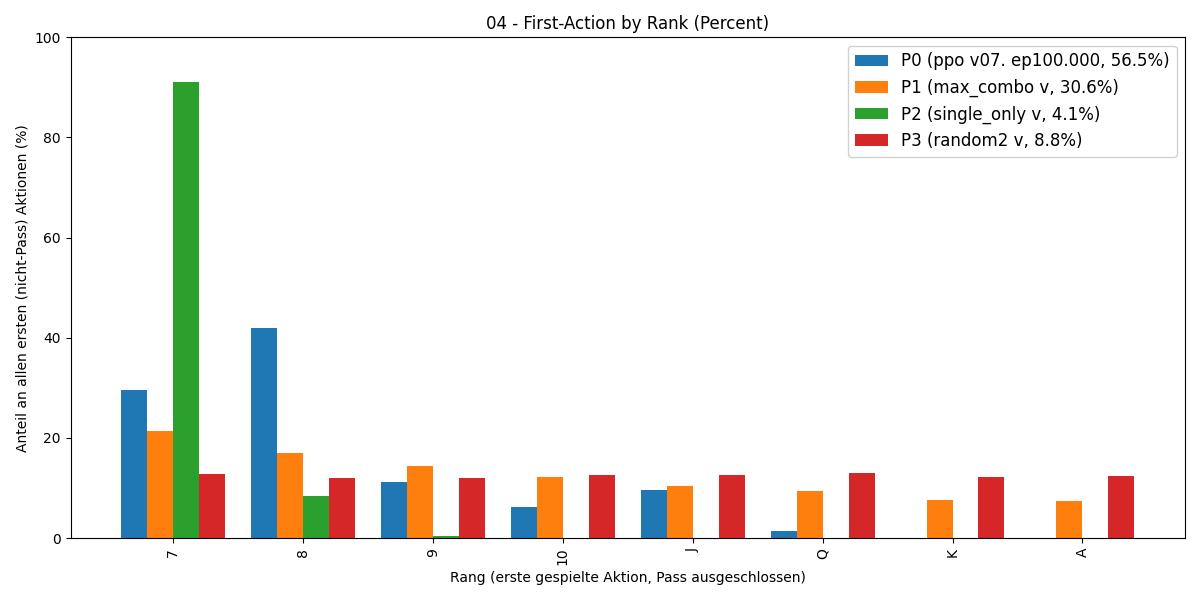 04 - First-Action by Rank (Percent)
100
80
60
40
20
0
Anteil an allen ersten (nicht-Pass) Aktionen (%)
P0 (ppo v07. ep100.000, 56.5%)
P1 (max_combo v, 30.6%)
P2 (single_only v, 4.1%)
P3 (random2 v, 8.8%)
7
8
9
10
J
Q
K
A
Rang (erste gespielte Aktion, Pass ausgeschlossen)